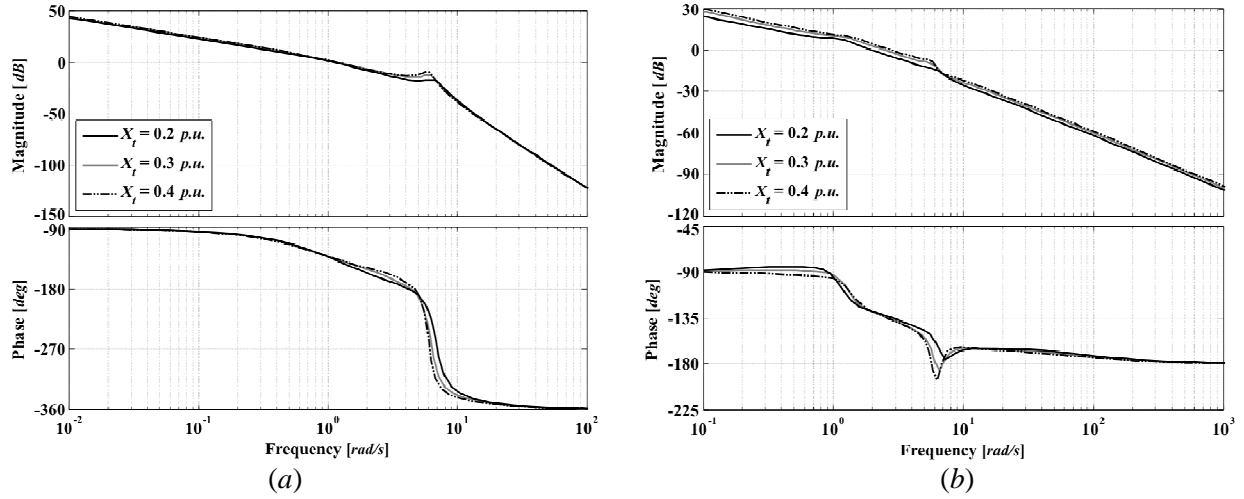 50
0
-50
-100
-150
Magnitude [ dB]
X_t = 0.2 p.u.
X_t = 0.3 p.u.
X_t = 0.4 p.u.
-90
-180
-270
-360
Phase [deg]
10^-2
10^-1
10^0
10^1
10^2
Frequency [rad/s]
(a)
30
0
-30
-60
-90
-120
Magnitude [ dB]
X_t = 0.2 p.u.
X_t = 0.3 p.u.
X_t = 0.4 p.u.
-45
-90
-135
-180
-225
Phase [deg]
10^-1
10^0
10^1
10^2
10^3
Frequency [rad/s]
(b)